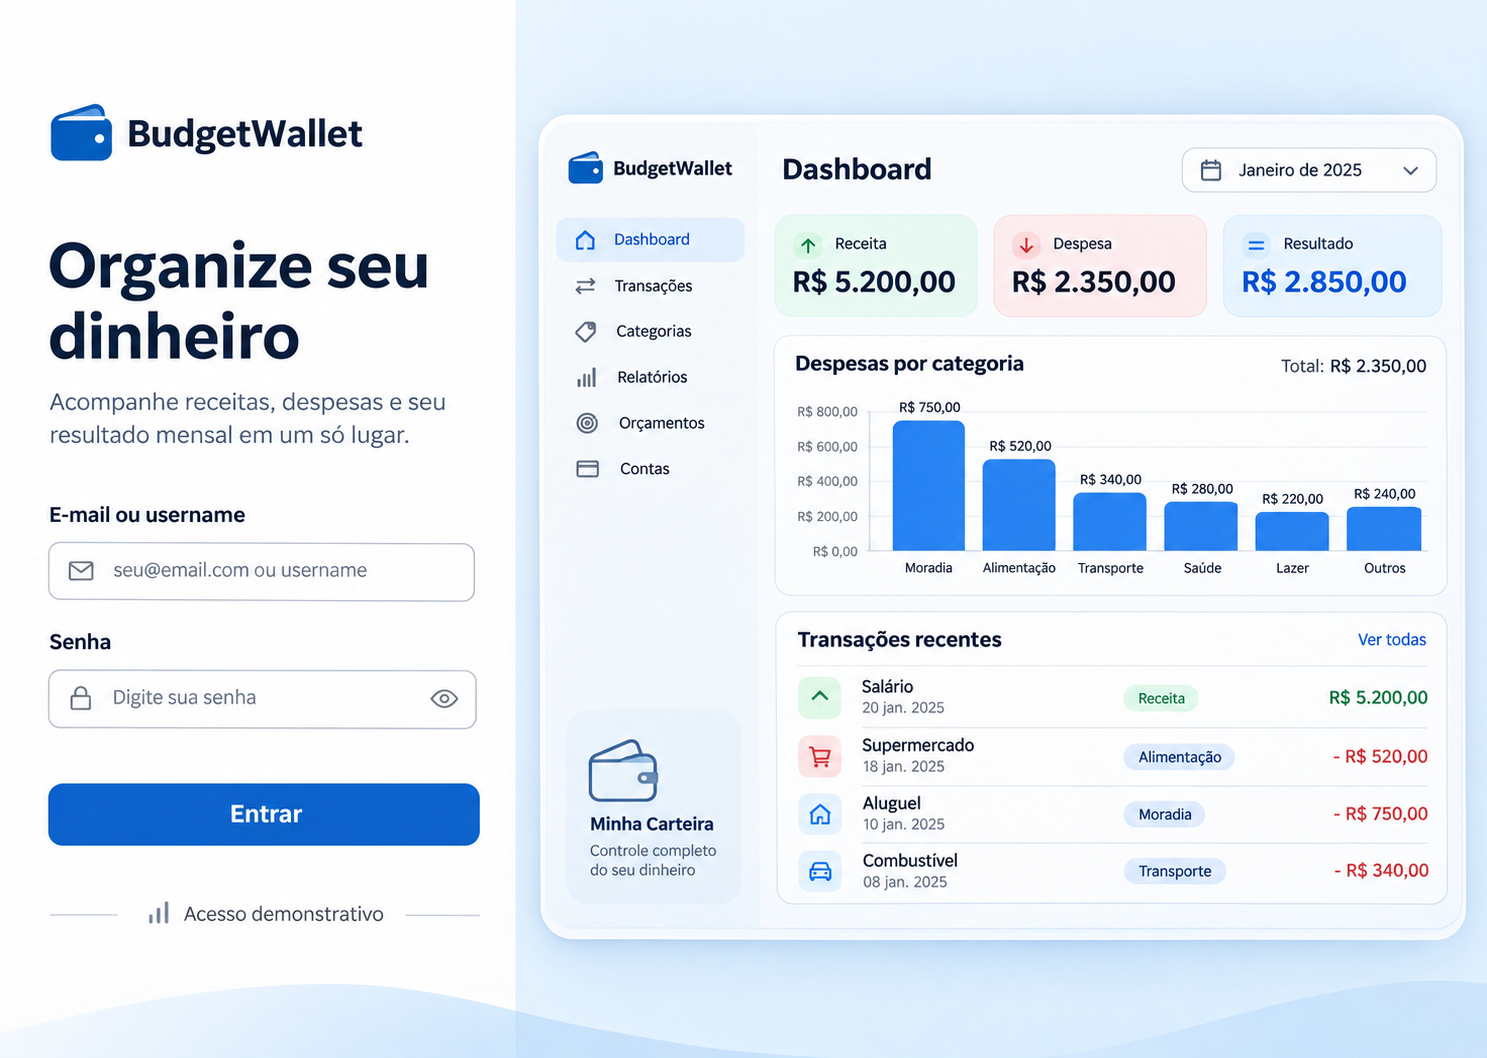 BudgetWallet
Organize seu
dinheiro
Acompanhe receitas, despesas e seu
resultado mensal em um só lugar.
E-mail ou username
seu@email.com ou username
Senha
Digite sua senha
Entrar
Acesso demonstrativo
BudgetWallet
Dashboard
Transações
Categorias
Relatórios
Orçamentos
Contas
Minha Carteira
Controle completo
do seu dinheiro
Dashboard
Janeiro de 2025
Receita
R$ 5.200,00
Despesa
R$ 2.350,00
Resultado
R$ 2.850,00
Despesas por categoria
Total: R$ 2.350,00
R$ 800,00
R$ 600,00
R$ 400,00
R$ 200,00
R$ 0,00
R$ 750,00
R$ 520,00
R$ 340,00
R$ 280,00
R$ 220,00
R$ 240,00
Moradia
Alimentação
Transporte
Saúde
Lazer
Outros
Transações recentes
Ver todas
Salário
20 jan. 2025
Receita
R$ 5.200,00
Supermercado
18 jan. 2025
Alimentação
- R$ 520,00
Aluguel
10 jan. 2025
Moradia
- R$ 750,00
Combustível
08 jan. 2025
Transporte
- R$ 340,00